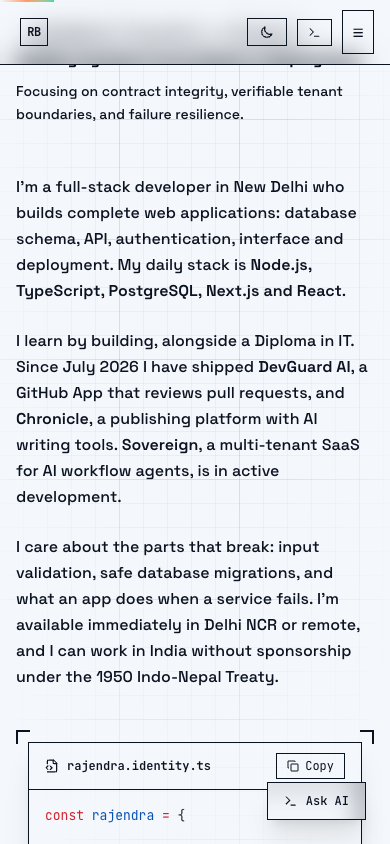 RB
Focusing on contract integrity, verifiable tenant
boundaries, and failure resilience.
I'm a full-stack developer in New Delhi who
builds complete web applications: database
schema, API, authentication, interface and
deployment. My daily stack is Node.js,
TypeScript, PostgreSQL, Next.js and React.
I learn by building, alongside a Diploma in IT.
Since July 2026 I have shipped DevGuard AI, a
GitHub App that reviews pull requests, and
Chronicle, a publishing platform with AI
writing tools. Sovereign, a multi-tenant SaaS
for AI workflow agents, is in active
development.
I care about the parts that break: input
validation, safe database migrations, and
what an app does when a service fails. I'm
available immediately in Delhi NCR or remote,
and I can work in India without sponsorship
under the 1950 Indo-Nepal Treaty.
rajendra.identity.ts
Copy
Ask AI
const rajendra = {